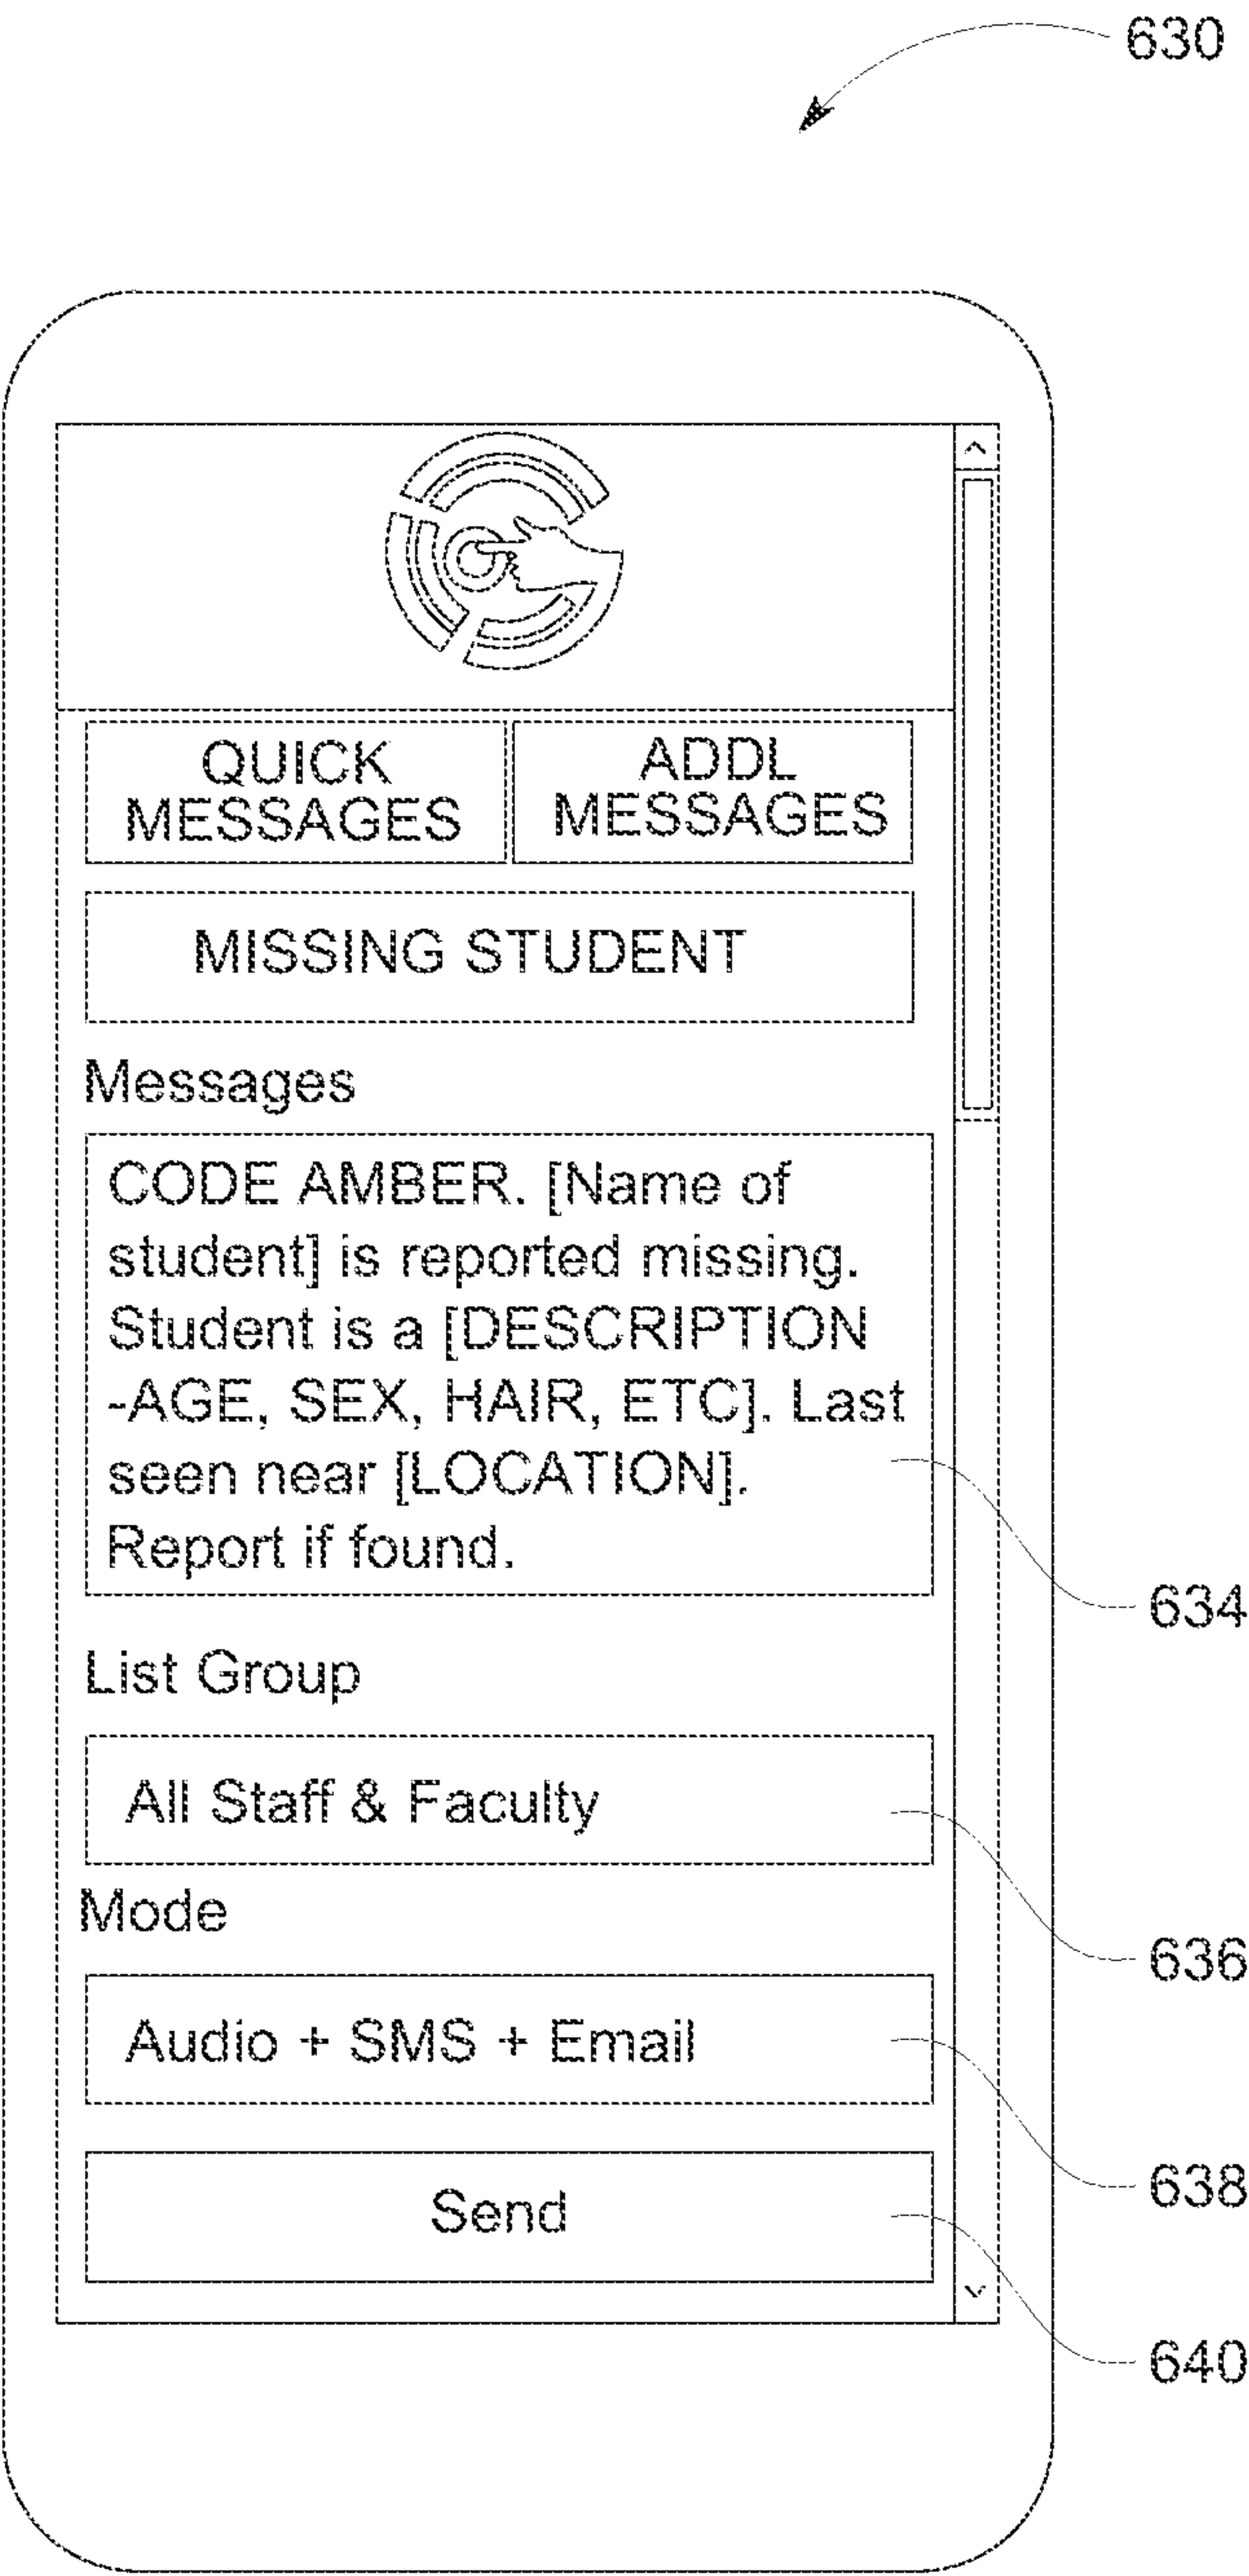 630
QUICK
MESSAGES
ADDL
MESSAGES
MISSING STUDENT
Messages
CODE AMBER. [Name of
student] is reported missing.
Student is a [DESCRIPTION
-AGE, SEX, HAIR, ETC]. Last
seen near [LOCATION].
Report if found.
634
List Group
All Staff & Faculty
636
Mode
Audio + SMS + Email
638
Send
640